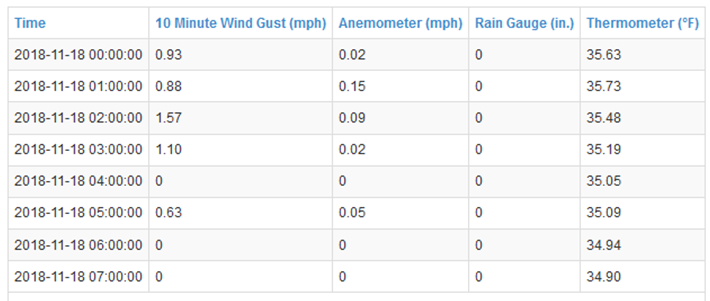 Time 10 Minute Wind Gust (mph) Anemometer (mph) Rain Gauge (in.) Thermometer (°F)
2018-11-18 00:00:00 0.93 0.02 0 35.63
2018-11-18 01:00:00 0.88 0.15 0 35.73
2018-11-18 02:00:00 1.57 0.09 0 35.48
2018-11-18 03:00:00 1.10 0.02 0 35.19
2018-11-18 04:00:00 0 0 0 35.05
2018-11-18 05:00:00 0.63 0.05 0 35.09
2018-11-18 06:00:00 0 0 0 34.94
2018-11-18 07:00:00 0 0 0 34.90